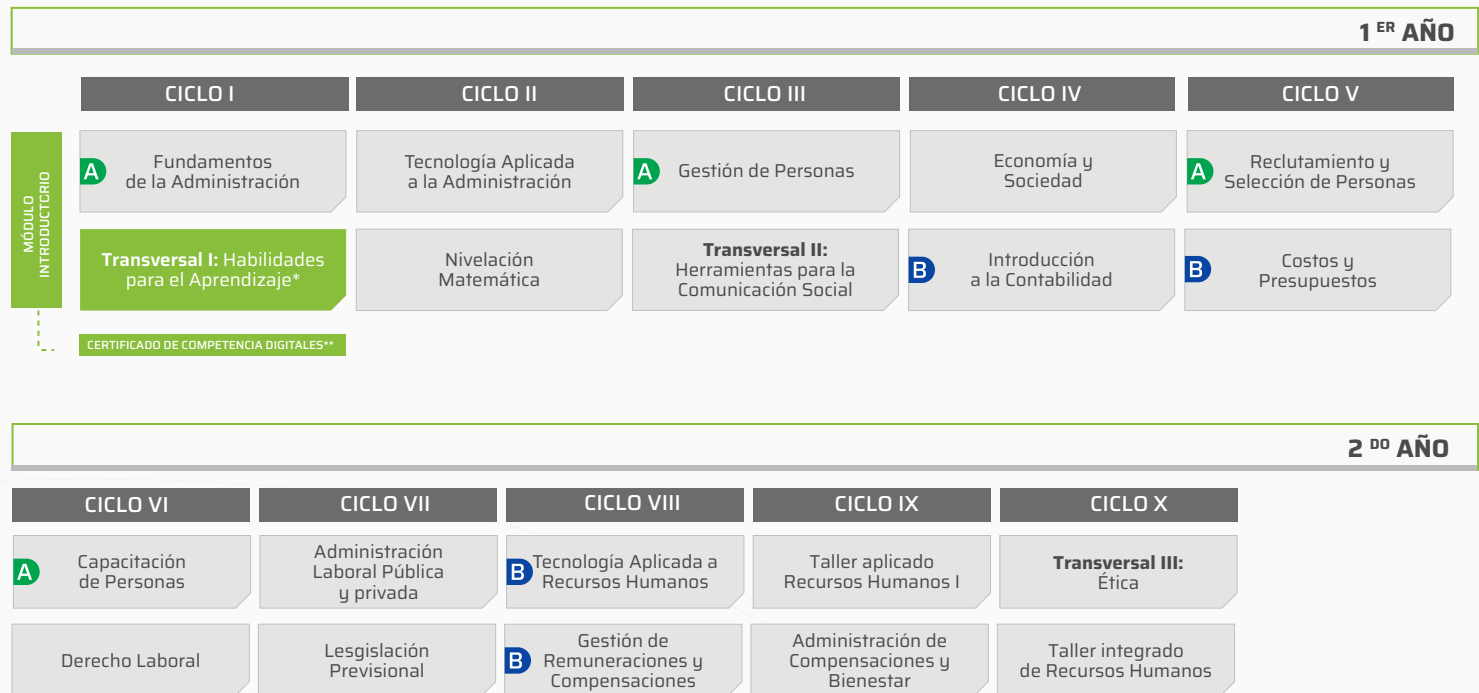 1 ER AÑO
CICLO I
CICLO II
CICLO III
CICLO IV
CICLO V
MÓDULO
INTRODUCTORIO
A
Fundamentos
de la Administración
Tecnología Aplicada
a la Administración
A
Gestión de Personas
Economía y
Sociedad
A
Reclutamiento y
Selección de Personas
Transversal I: Habilidades
para el Aprendizaje*
Nivelación
Matemática
Transversal II:
Herramientas para la
Comunicación Social
B
Introducción
a la Contabilidad
B
Costos y
Presupuestos
CERTIFICADO DE COMPETENCIA DIGITALES**
2 DO AÑO
CICLO VI
CICLO VII
CICLO VIII
CICLO IX
CICLO X
A
Capacitación
de Personas
Administración
Laboral Pública
y privada
B
Tecnología Aplicada a
Recursos Humanos
Taller aplicado
Recursos Humanos I
Transversal III:
Ética
Derecho Laboral
Lesgislación
Previsional
B
Gestión de
Remuneraciones y
Compensaciones
Administración de
Compensaciones y
Bienestar
Taller integrado
de Recursos Humanos